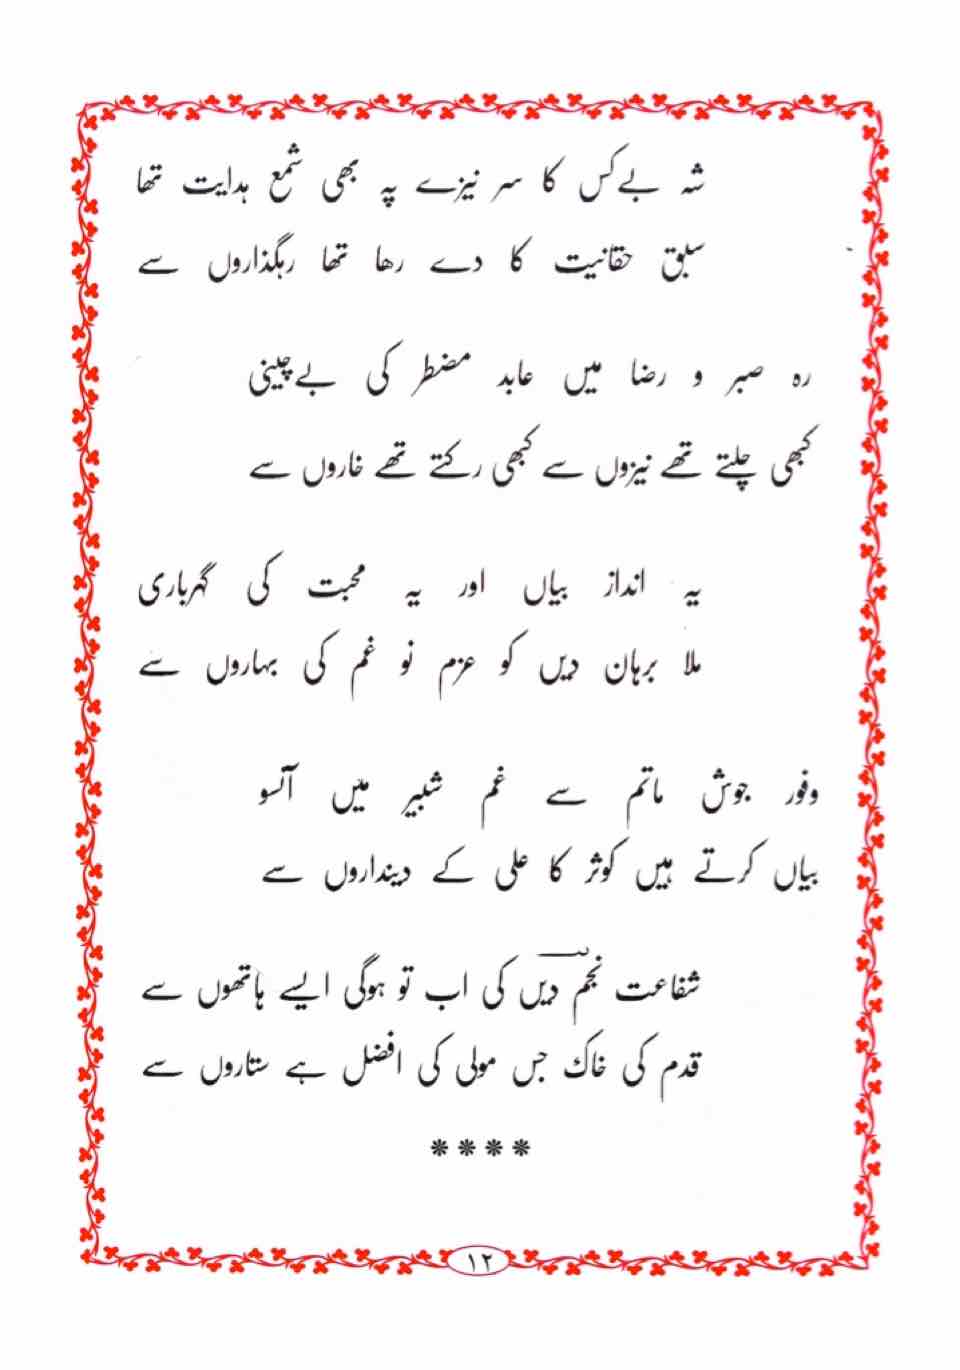 شہ بےکس کا سر نیزے پہ بھی شمع ہدایت تھا
سبق حقانیت کا دے رھا تھا رہگذاروں سے
رہ صبر و رضا میں عابد مضطر کی بےچینی
کبھی چلتے تھے نیزوں سے کبھی رکتے تھے خاروں سے
یہ انداز بیاں اور یہ محبت کی گہرباری
ملا برہان دیں کو عزم نو غم کی بہاروں سے
وفور جوش ماتم سے غم شبیر میں آنسو
بیاں کرتے ہیں کوثر کا علی کے دینداروں سے
شفاعت نجم دیں کی اب تو ہوگی ایسے ہاتھوں سے
قدم کی خاک جس مولی کی افضل ہے ستاروں سے
****
١٢